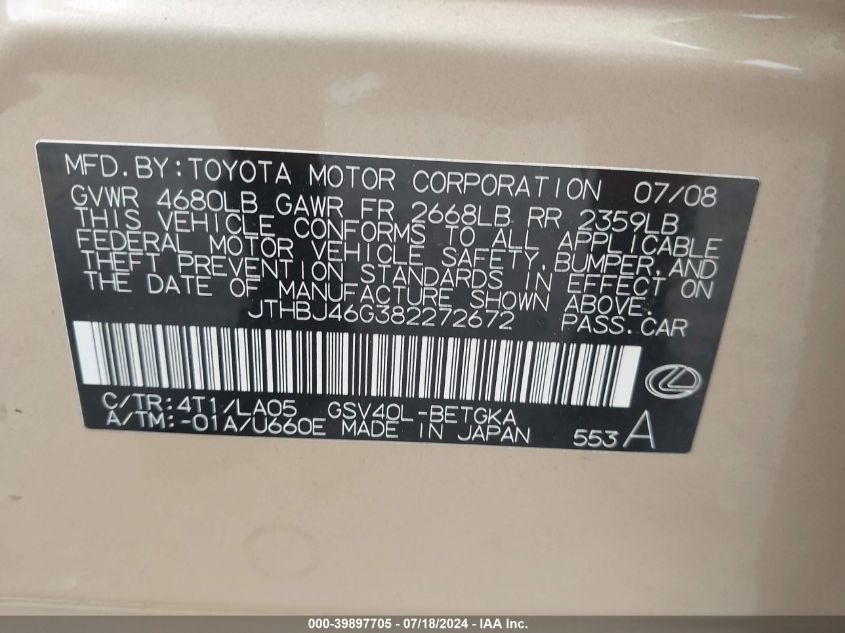 MFD.BY:TOYOTA MOTOR CORPORATION 07/08
GVWR 4680LB GAWR FR 2668LB RR 2359LB
THIS VEHICLE CONFORMS TO ALL APPLICABLE
FEDERAL MOTOR VEHICLE SAFETY,BUMPER,AND
THEFT PREVENTION STANDARDS IN EFFECT ON
THE DATE OF MANUFACTURE SHOWN ABOVE.
JTHBJ46G382272672 PASS.CAR
C/TR:4T1/LA05 GSV40L-BETGKA
A/TM:-01A/U660E MADE IN JAPAN 553A
000-39897705 - 07/18/2024 - IAA Inc.